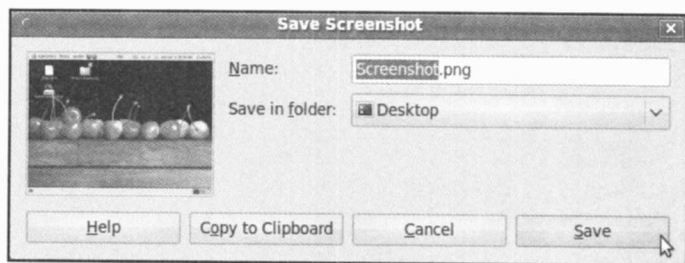 Save Screenshot
Name:
Screenshot.png
Save in folder:
Desktop
Help
Copy to Clipboard
Cancel
Save